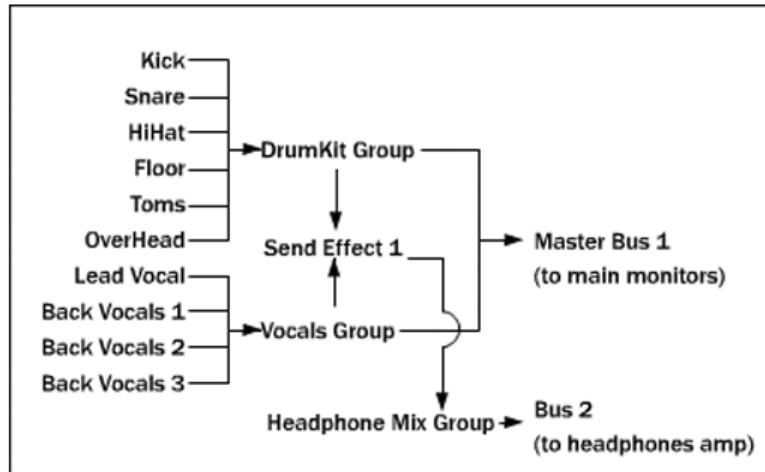 Kick
Snare
HiHat
DrumKit Group
Floor
Toms
OverHead
Send Effect 1
Master Bus 1
(to main monitors)
Lead Vocal
Back Vocals 1
Vocals Group
Back Vocals 2
Back Vocals 3
Headphone Mix Group
Bus 2
(to headphones amp)